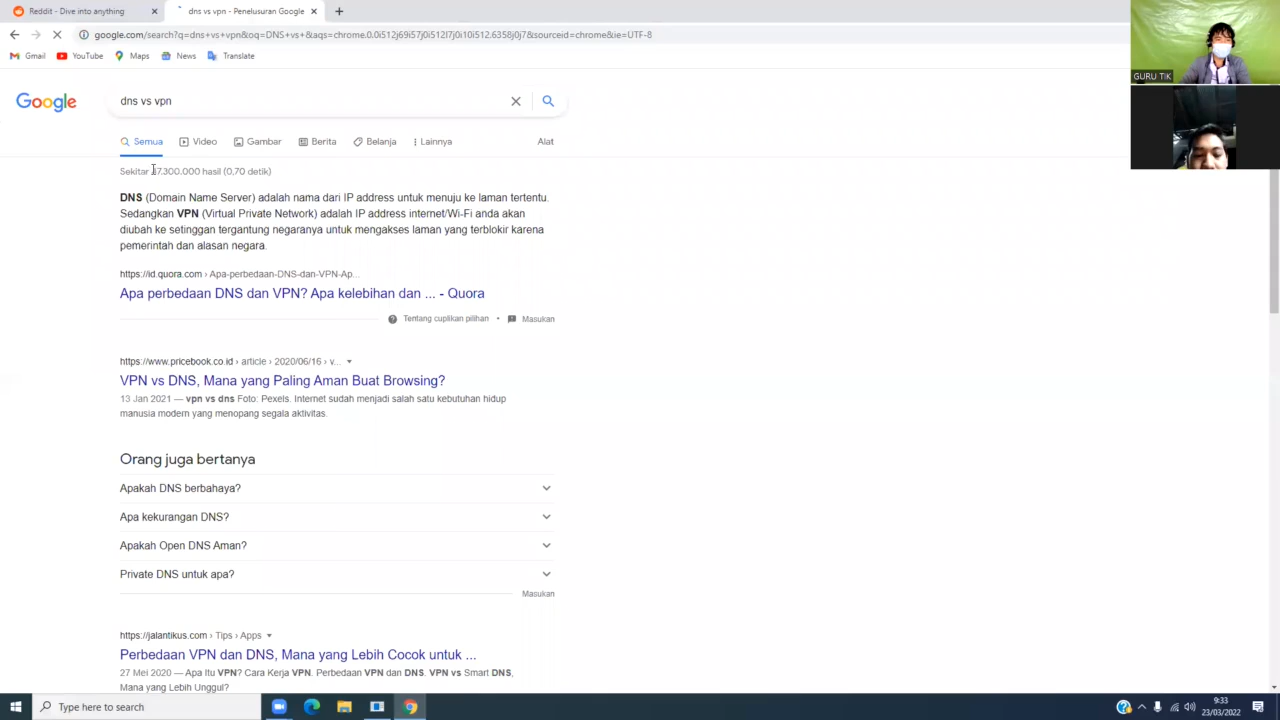 Reddit - Dive into anything
dns vs vpn - Penelusuran Google
google.com/search?q=dns+vs+vpn&oq=DNS+vs+&aqs=chrome.0.0i512j69i57j0i512l7j0i10i512.6358j0j7&sourceid=chrome&ie=UTF-8
Gmail YouTube Maps News Translate
GURU TIK
Google dns vs vpn
Semua Video Gambar Berita Belanja Lainnya Alat
Sekitar 7.300.000 hasil (0,70 detik)
DNS (Domain Name Server) adalah nama dari IP address untuk menuju ke laman tertentu.
Sedangkan VPN (Virtual Private Network) adalah IP address internet/Wi-Fi anda akan
diubah ke setinggan tergantung negaranya untuk mengakses laman yang terblokir karena
pemerintah dan alasan negara.
https://id.quora.com › Apa-perbedaan-DNS-dan-VPN-Ap...
Apa perbedaan DNS dan VPN? Apa kelebihan dan ... - Quora
Tentang cuplikan pilihan • Masukan
https://www.pricebook.co.id › article › 2020/06/16 › v...
VPN vs DNS, Mana yang Paling Aman Buat Browsing?
13 Jan 2021 — vpn vs dns Foto: Pexels. Internet sudah menjadi salah satu kebutuhan hidup
manusia modern yang menopang segala aktivitas.
Orang juga bertanya
Apakah DNS berbahaya?
Apa kekurangan DNS?
Apakah Open DNS Aman?
Private DNS untuk apa?
Masukan
https://jalantikus.com › Tips › Apps
Perbedaan VPN dan DNS, Mana yang Lebih Cocok untuk ...
27 Mei 2020 — Apa Itu VPN? Cara Kerja VPN. Perbedaan VPN dan DNS. VPN vs Smart DNS,
Mana yang Lebih Unggul?
Type here to search
9:33
23/03/2022